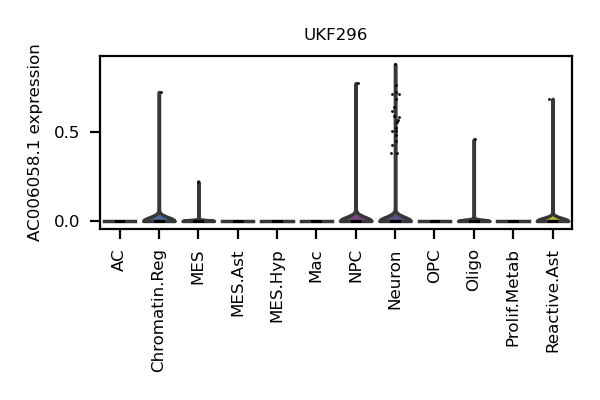 UKF296
AC006058.1 expression
0.5
0.0
AC
Chromatin.Reg
MES
MES.Ast
MES.Hyp
Mac
NPC
Neuron
OPC
Oligo
Prolif.Metab
Reactive.Ast